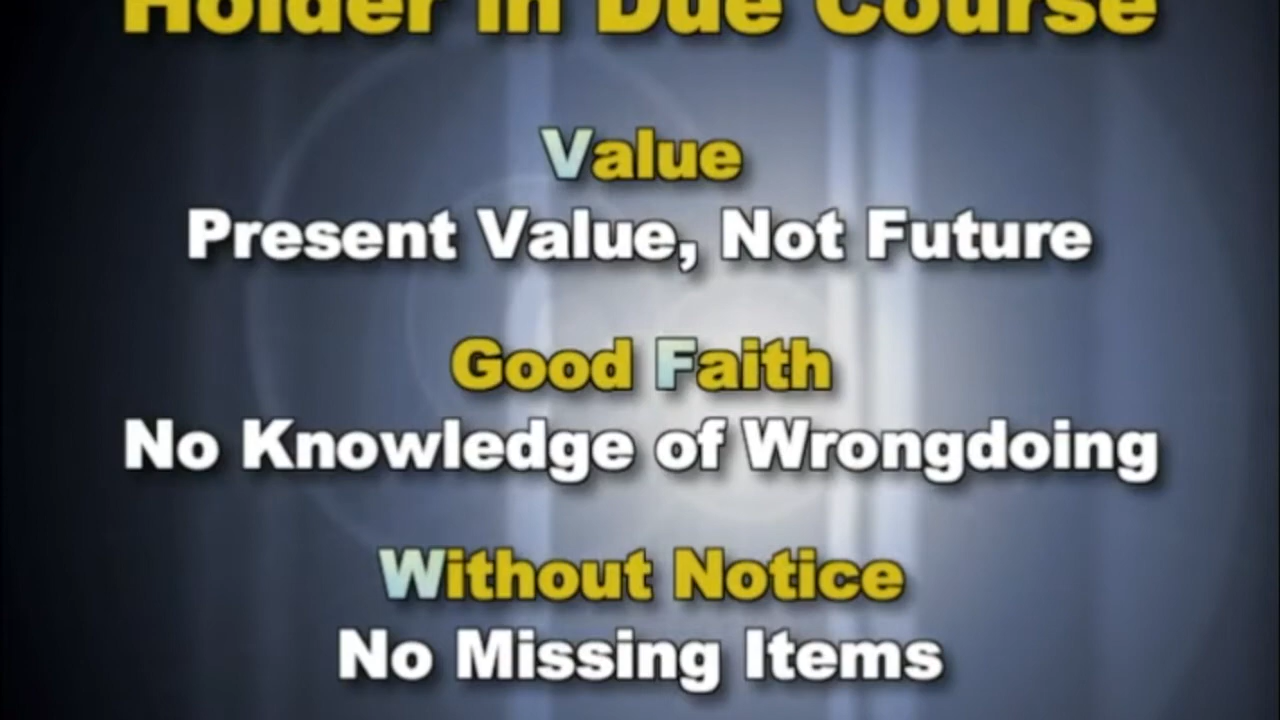 Holder in Due Course
Value
Present Value, Not Future
Good Faith
No Knowledge of Wrongdoing
Without Notice
No Missing Items